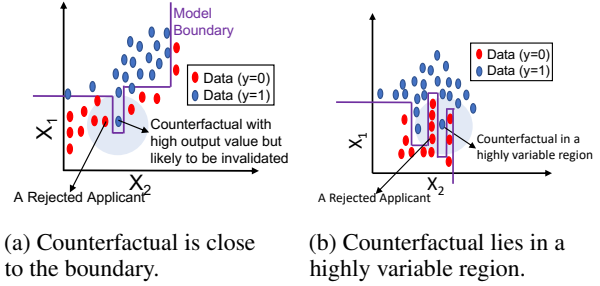 Model
Boundary
Data (y=0)
Data (y=1)
X1
Counterfactual with
high output value but
likely to be invalidated
X2
A Rejected Applicant
Data (y=0)
Data (y=1)
X1
Counterfactual in a
highly variable region
X2
A Rejected Applicant
(a) Counterfactual is close
to the boundary.
(b) Counterfactual lies in a
highly variable region.